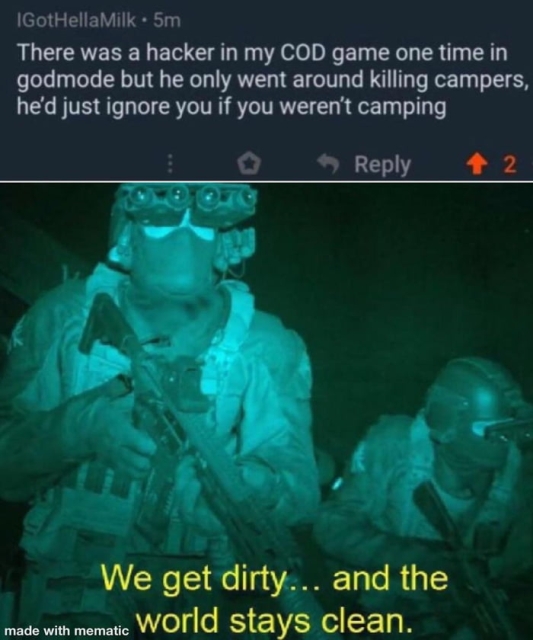 IGotHellaMilk • 5m
There was a hacker in my COD game one time in
godmode but he only went around killing campers,
he'd just ignore you if you weren't camping
Reply 2
We get dirty... and the
world stays clean.
made with mematic